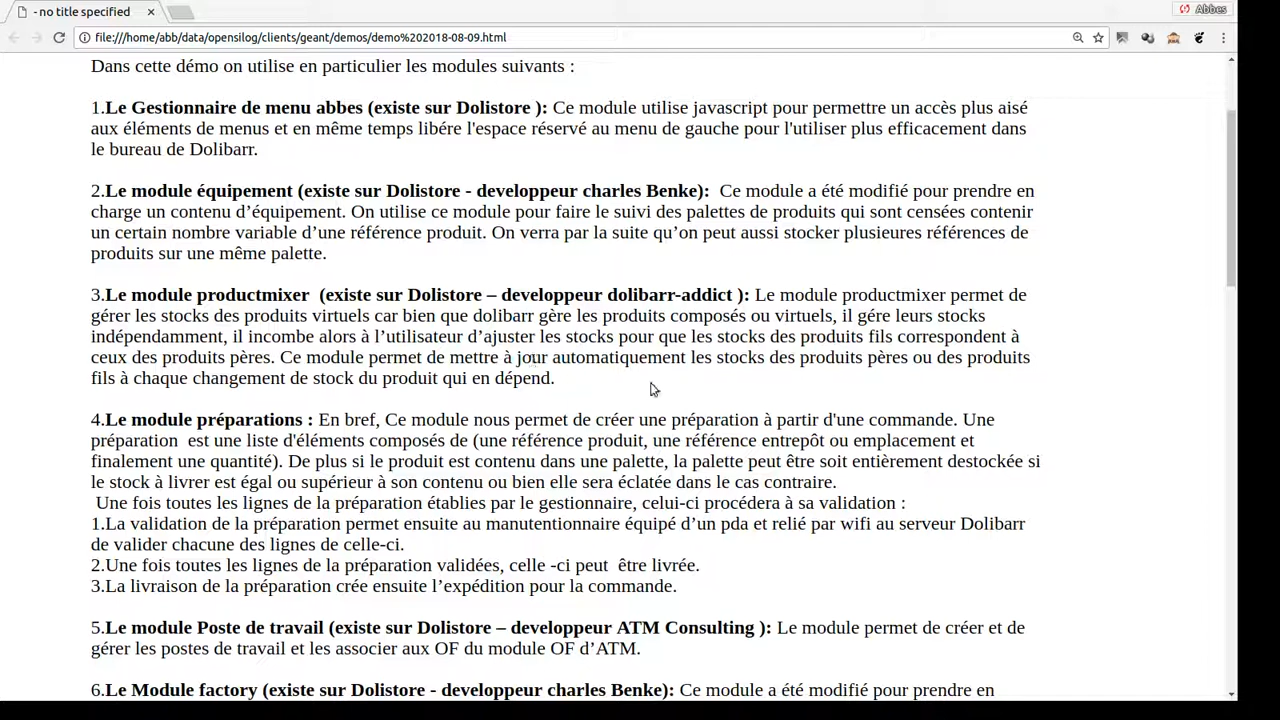 - no title specified
Abbes
file:///home/abb/data/opensilog/clients/geant/demos/demo%202018-08-09.html
Dans cette démo on utilise en particulier les modules suivants :
1.Le Gestionnaire de menu abbes (existe sur Dolistore ): Ce module utilise javascript pour permettre un accès plus aisé
aux éléments de menus et en même temps libére l'espace réservé au menu de gauche pour l'utiliser plus efficacement dans
le bureau de Dolibarr.
2.Le module équipement (existe sur Dolistore - developpeur charles Benke):  Ce module a été modifié pour prendre en
charge un contenu d’équipement. On utilise ce module pour faire le suivi des palettes de produits qui sont censées contenir
un certain nombre variable d’une référence produit. On verra par la suite qu’on peut aussi stocker plusieures références de
produits sur une même palette.
3.Le module productmixer  (existe sur Dolistore – developpeur dolibarr-addict ): Le module productmixer permet de
gérer les stocks des produits virtuels car bien que dolibarr gère les produits composés ou virtuels, il gére leurs stocks
indépendamment, il incombe alors à l’utilisateur d’ajuster les stocks pour que les stocks des produits fils correspondent à
ceux des produits pères. Ce module permet de mettre à jour automatiquement les stocks des produits pères ou des produits
fils à chaque changement de stock du produit qui en dépend.
4.Le module préparations : En bref, Ce module nous permet de créer une préparation à partir d'une commande. Une
préparation  est une liste d'éléments composés de (une référence produit, une référence entrepôt ou emplacement et
finalement une quantité). De plus si le produit est contenu dans une palette, la palette peut être soit entièrement destockée si
le stock à livrer est égal ou supérieur à son contenu ou bien elle sera éclatée dans le cas contraire.
Une fois toutes les lignes de la préparation établies par le gestionnaire, celui-ci procédera à sa validation :
1.La validation de la préparation permet ensuite au manutentionnaire équipé d’un pda et relié par wifi au serveur Dolibarr
de valider chacune des lignes de celle-ci.
2.Une fois toutes les lignes de la préparation validées, celle -ci peut  être livrée.
3.La livraison de la préparation crée ensuite l’expédition pour la commande.
5.Le module Poste de travail (existe sur Dolistore – developpeur ATM Consulting ): Le module permet de créer et de
gérer les postes de travail et les associer aux OF du module OF d’ATM.
6.Le Module factory (existe sur Dolistore - developpeur charles Benke): Ce module a été modifié pour prendre en